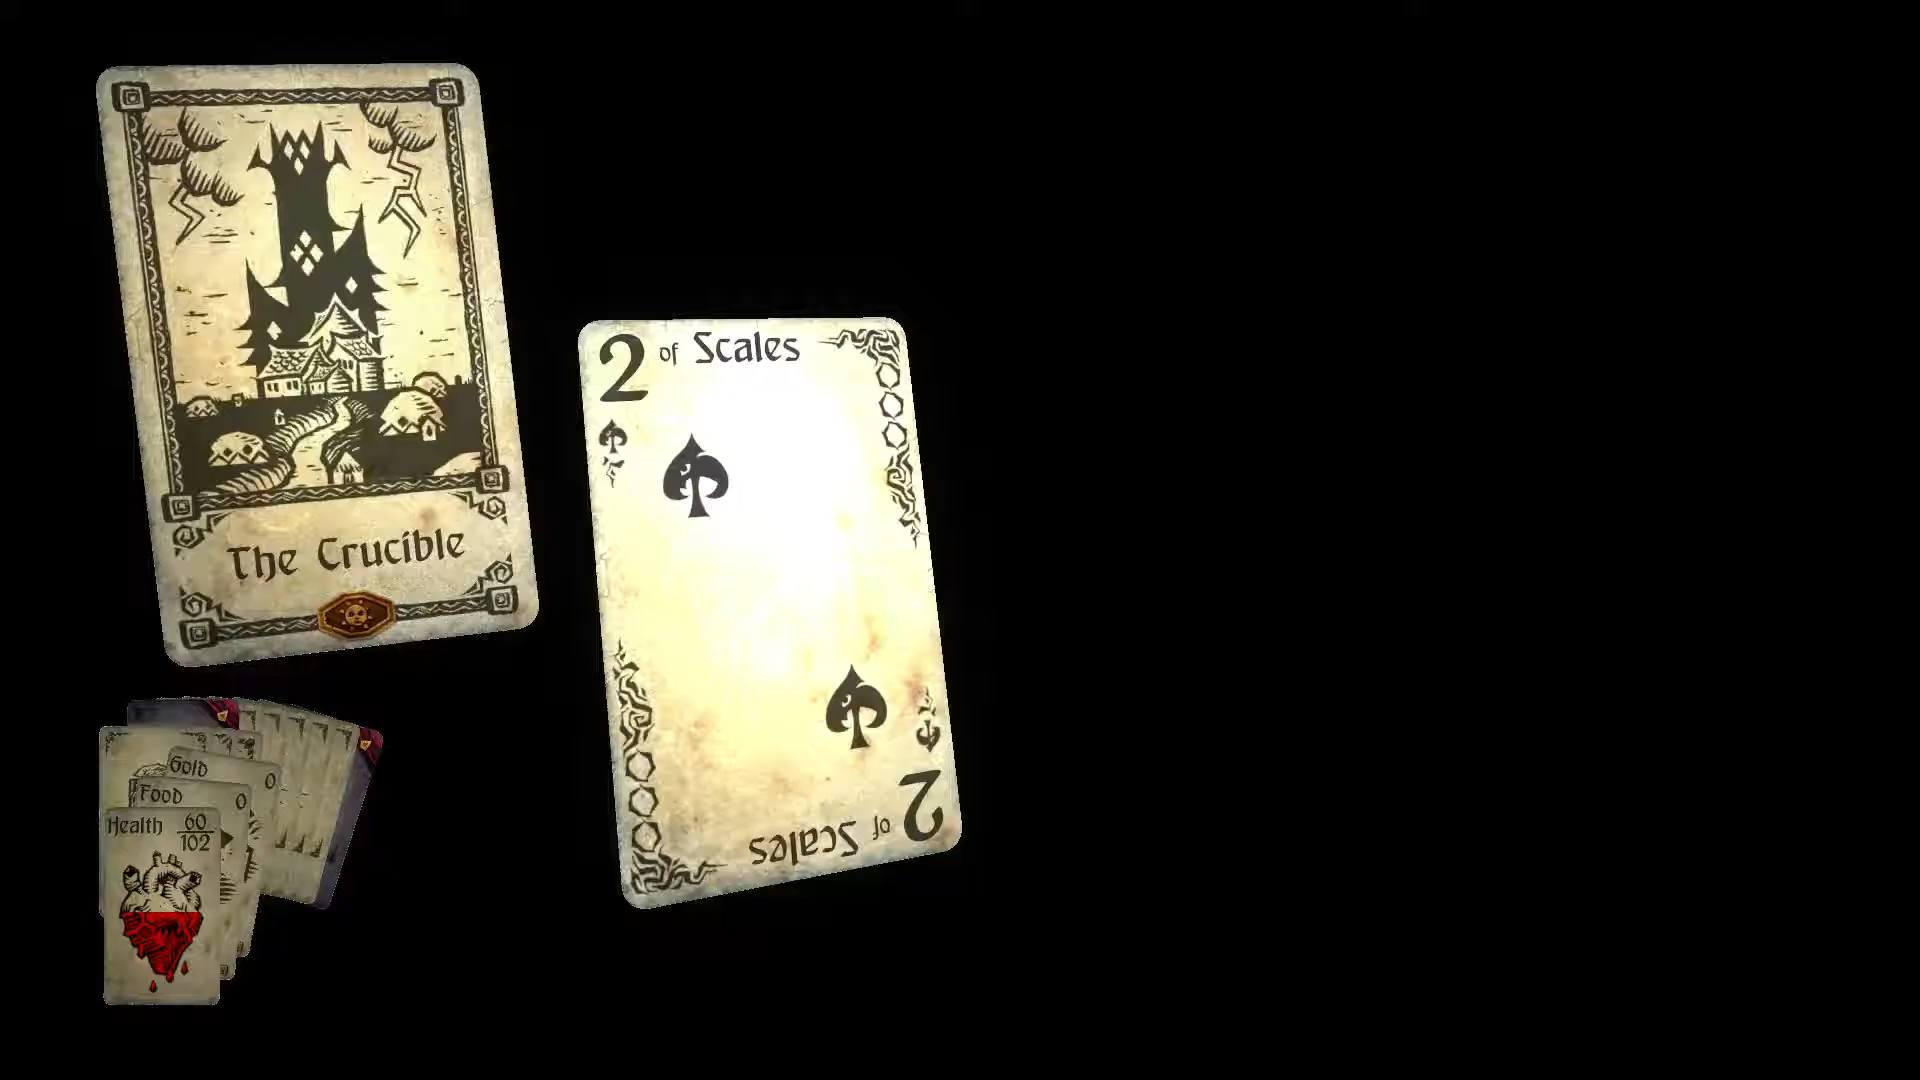 The Crucible
2 of Scales
2 of Scales
Gold 0
Food 0
Health 60
102